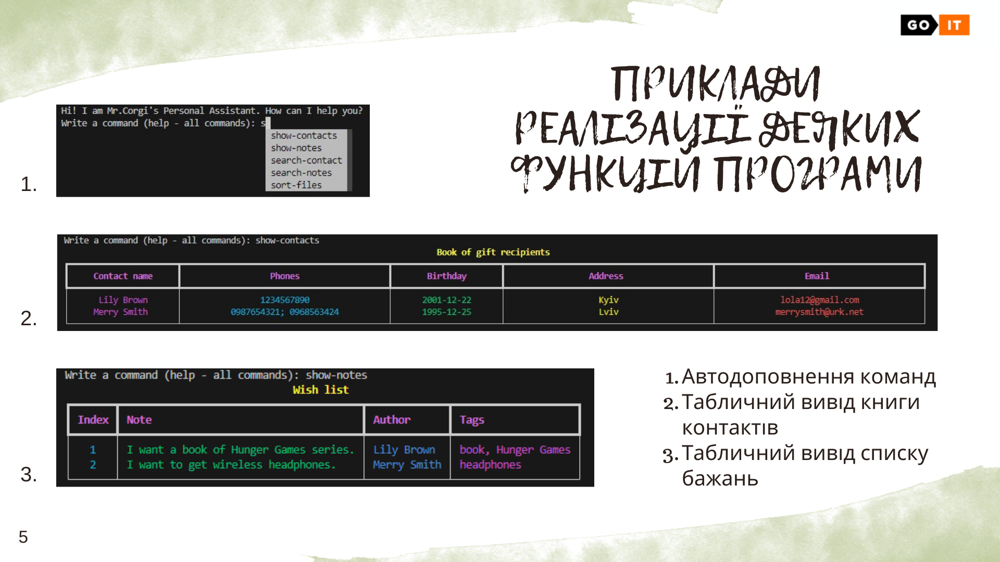 GO IT
ПРИКЛАДИ
РЕАЛІЗАЦІЇ ДЕЯКИХ
ФУНКЦІЙ ПРОГРАМИ
1.
Hi! I am Mr.Corgi's Personal Assistant. How can I help you?
Write a command (help - all commands): s
show-contacts
show-notes
search-contact
search-notes
sort-files
2.
Write a command (help - all commands): show-contacts
Book of gift recipients
Contact name Phones Birthday Address Email
Lily Brown 1234567890 2001-12-22 Kyiv lola12@gmail.com
Merry Smith 0987654321; 0968563424 1995-12-25 Lviv merrysmith@urk.net
3.
Write a command (help - all commands): show-notes
Wish list
Index Note Author Tags
1 I want a book of Hunger Games series. Lily Brown book, Hunger Games
2 I want to get wireless headphones. Merry Smith headphones
1. Автодоповнення команд
2. Табличний вивід книги
контактів
3. Табличний вивід списку
бажань
5